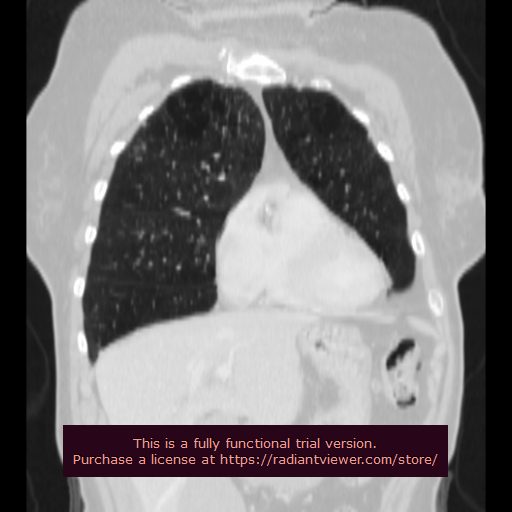 This is a fully functional trial version.
Purchase a license at https://radiantviewer.com/store/